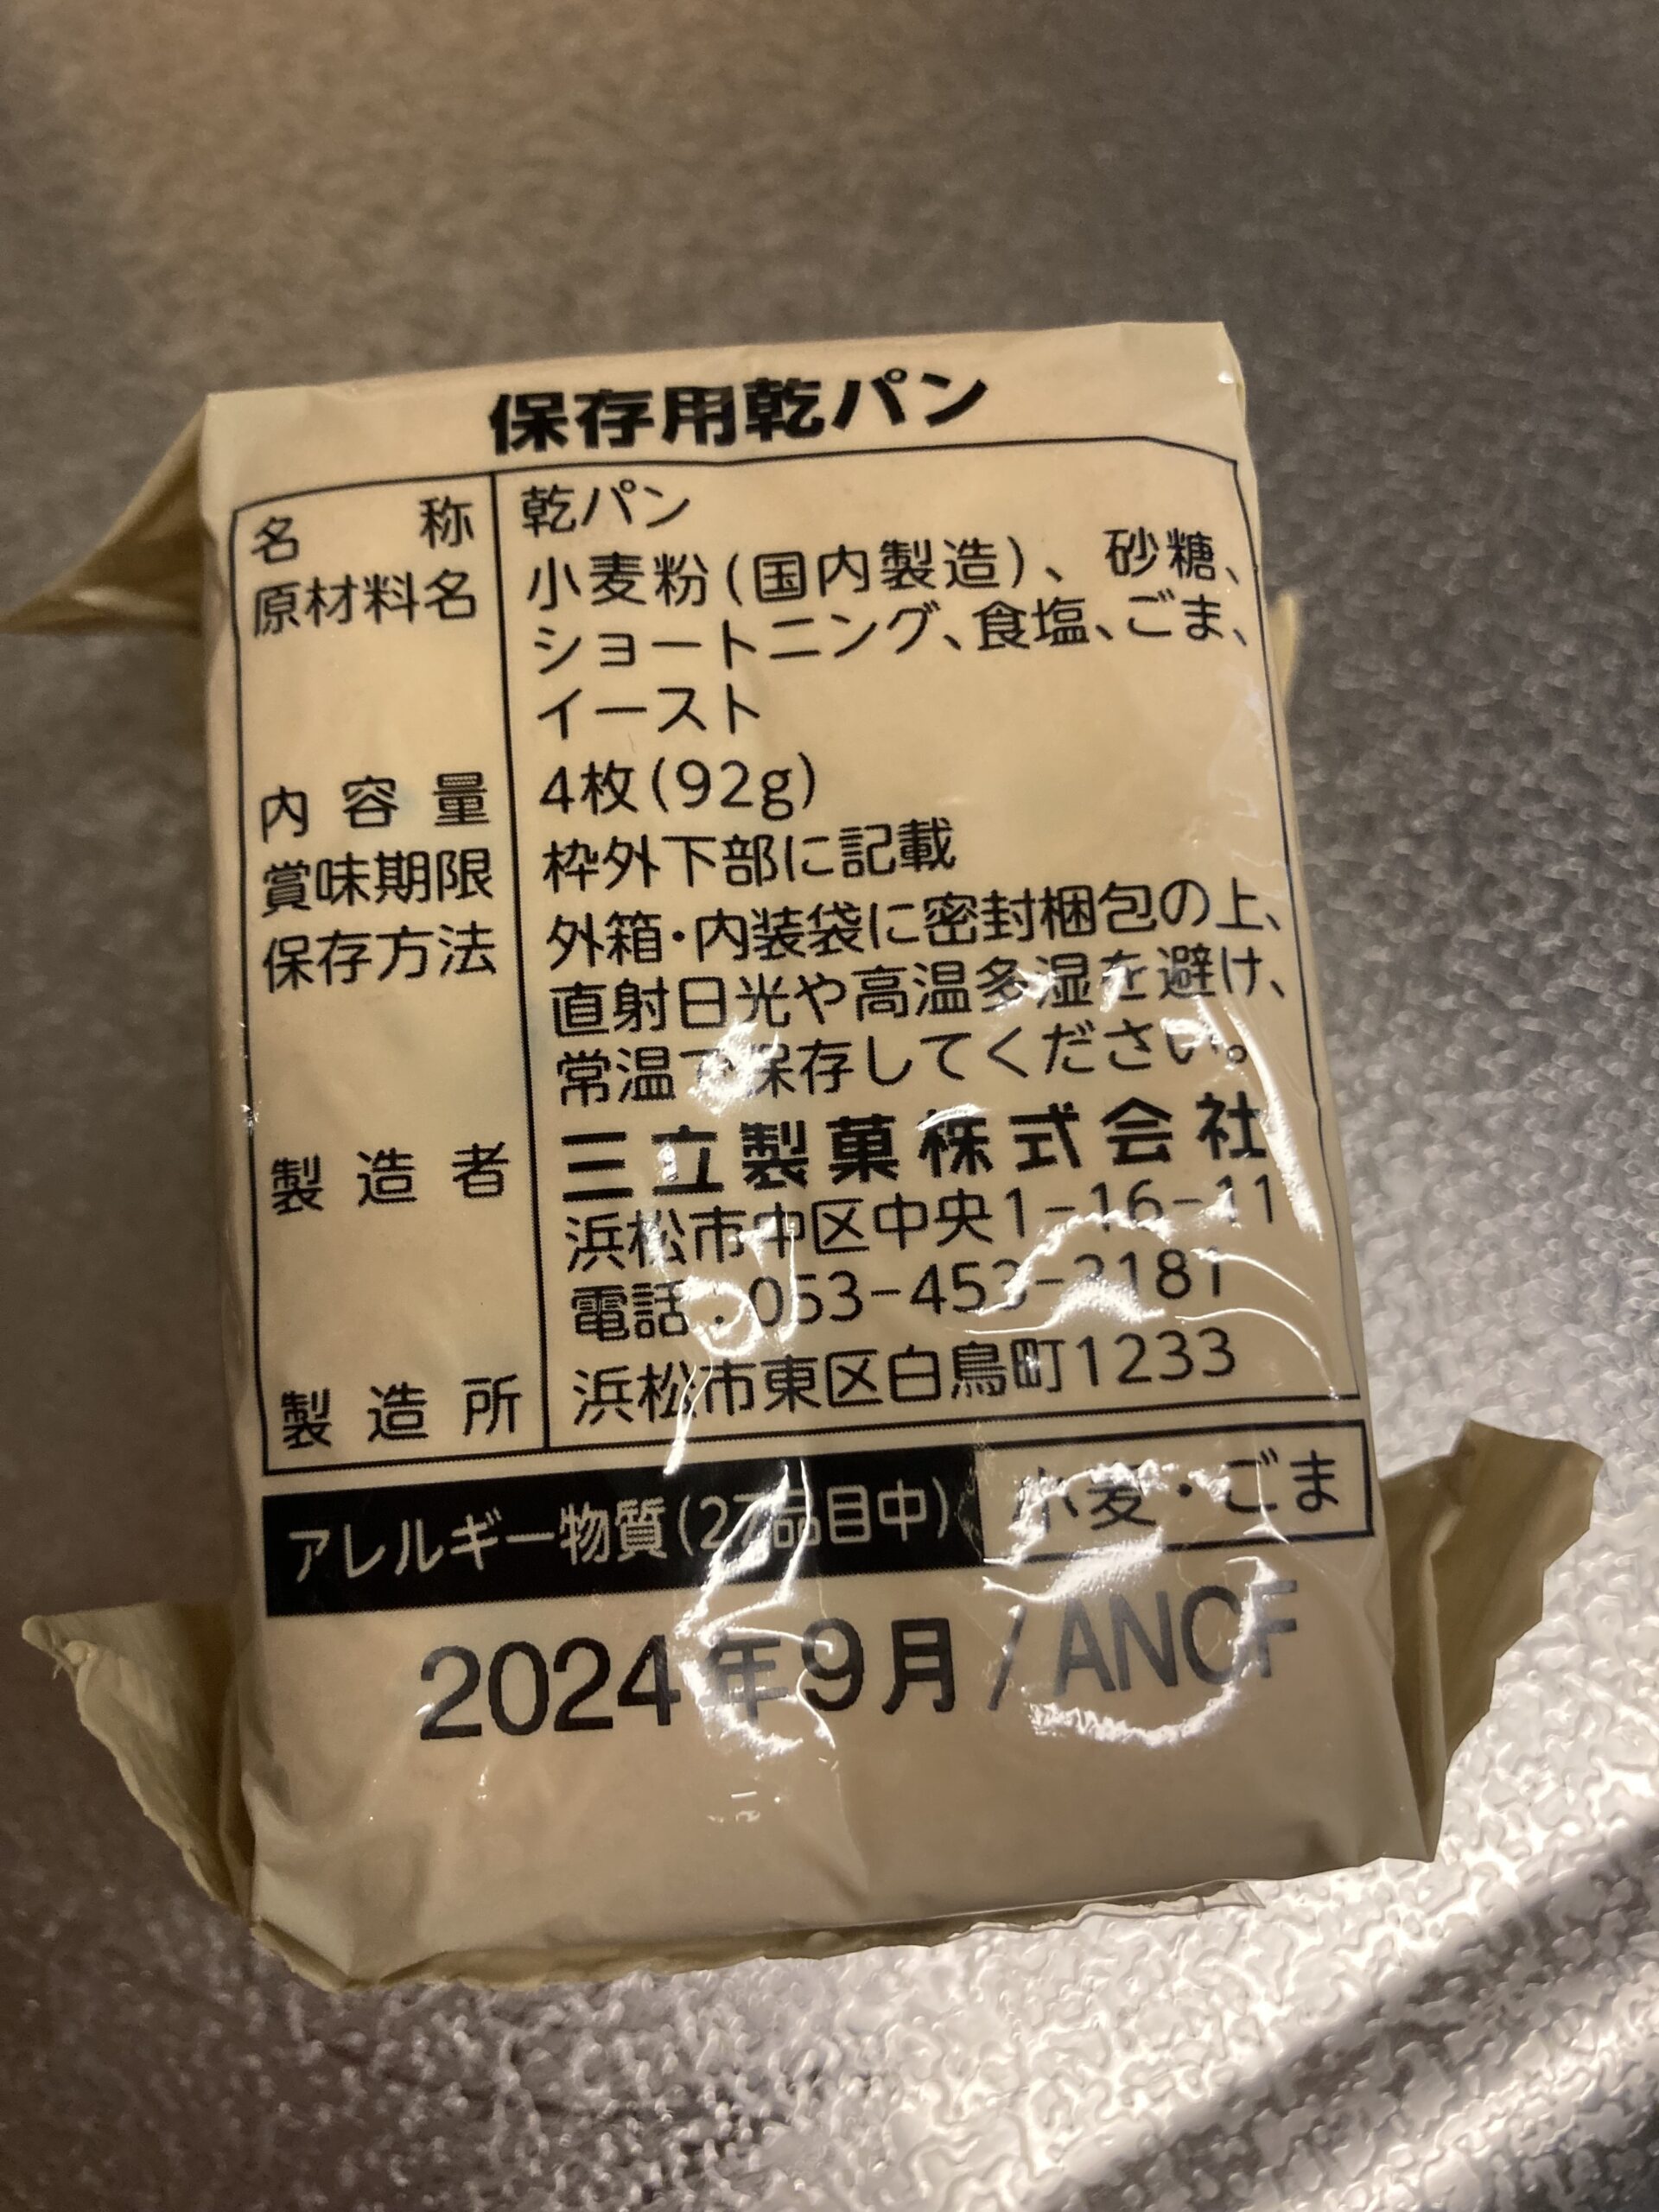 保存用乾パン
名称 乾パン
原材料名 小麦粉(国内製造)、砂糖、
ショートニング、食塩、ごま、
イースト
内容量 4枚(92g)
賞味期限 枠外下部に記載
保存方法 外箱・内装袋に密封梱包の上、
直射日光や高温多湿を避け、
常温で保存してください。
製造者 三立製菓株式会社
浜松市中区中央1-16-11
電話:053-453-3181
製造所 浜松市東区白鳥町1233
アレルギー物質(27品目中) 小麦・ごま
2024年9月/ANCF